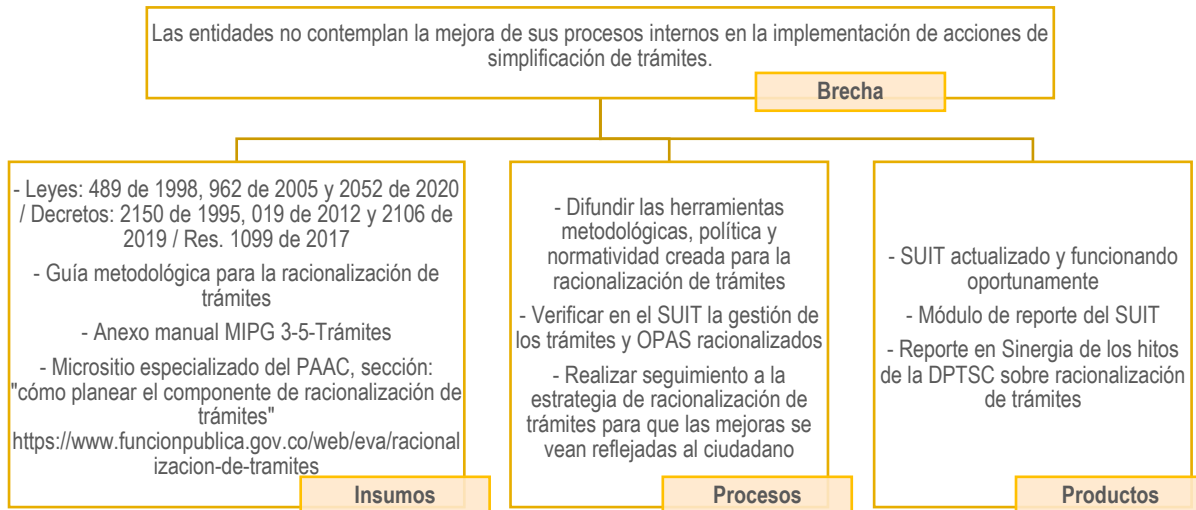 Las entidades no contemplan la mejora de sus procesos internos en la implementación de acciones de
simplificación de trámites.
Brecha
- Leyes: 489 de 1998, 962 de 2005 y 2052 de 2020
/ Decretos: 2150 de 1995, 019 de 2012 y 2106 de
2019 / Res. 1099 de 2017
- Guía metodológica para la racionalización de
trámites
- Anexo manual MIPG 3-5-Trámites
- Micrositio especializado del PAAC, sección:
"cómo planear el componente de racionalización de
trámites"
https://www.funcionpublica.gov.co/web/eva/racional
izacion-de-tramites
Insumos
- Difundir las herramientas
metodológicas, política y
normatividad creada para la
racionalización de trámites
- Verificar en el SUIT la gestión de
los trámites y OPAS racionalizados
- Realizar seguimiento a la
estrategia de racionalización de
trámites para que las mejoras se
vean reflejadas al ciudadano
Procesos
- SUIT actualizado y funcionando
oportunamente
- Módulo de reporte del SUIT
- Reporte en Sinergia de los hitos
de la DPTSC sobre racionalización
de trámites
Productos